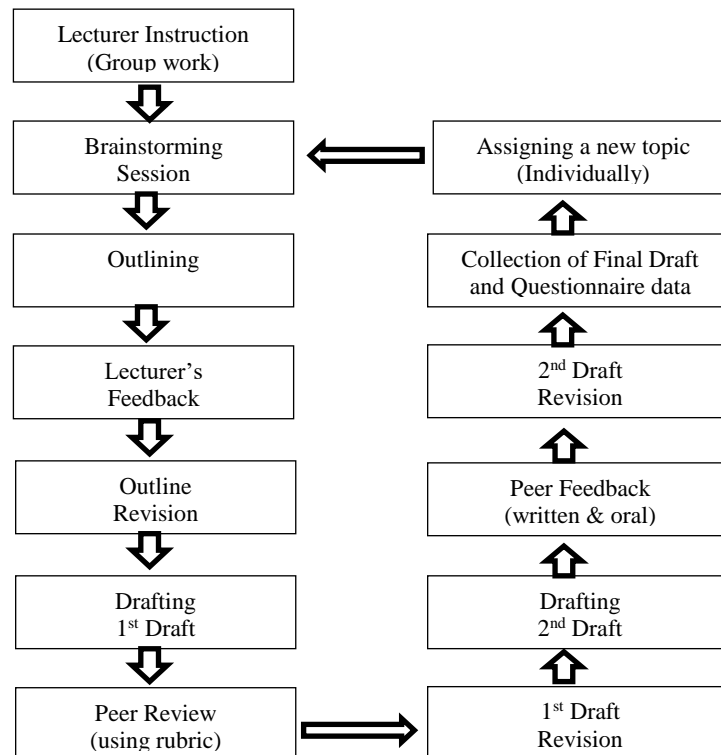 Lecturer Instruction
(Group work)
Brainstorming
Session
Outlining
Lecturer’s
Feedback
Outline
Revision
Drafting
1st Draft
Peer Review
(using rubric)
1st Draft
Revision
Drafting
2nd Draft
Peer Feedback
(written & oral)
2nd Draft
Revision
Collection of Final Draft
and Questionnaire data
Assigning a new topic
(Individually)